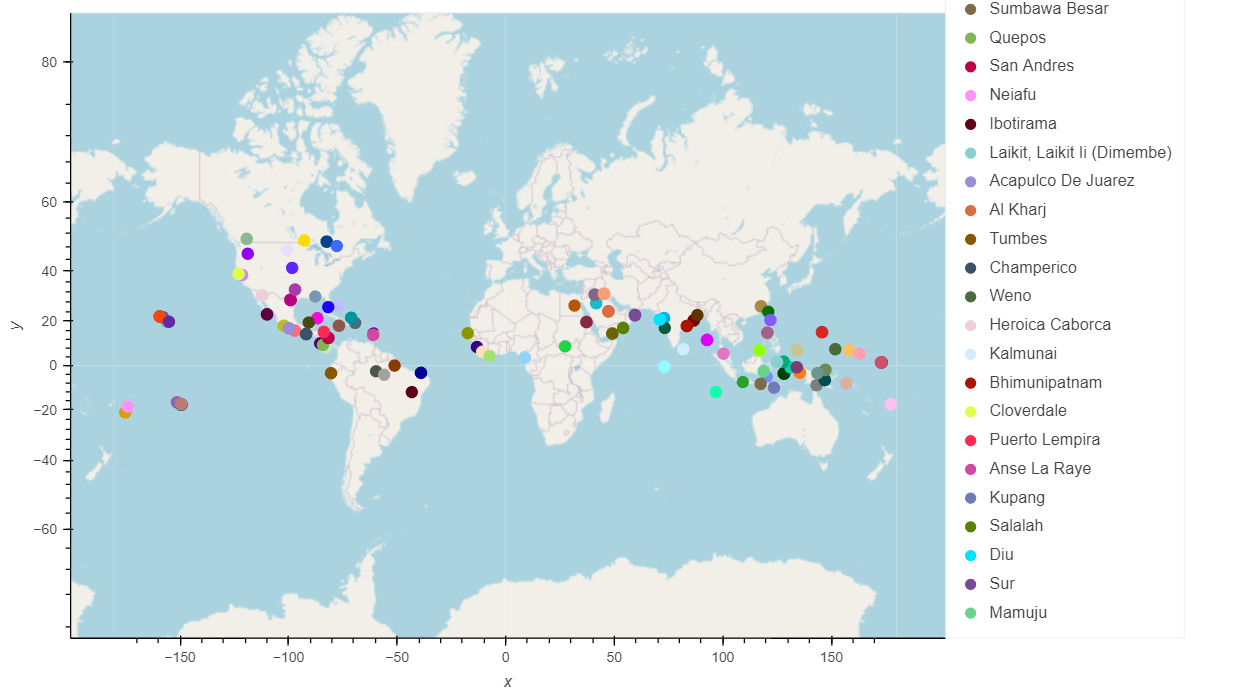 Sumbawa Besar
Quepos
San Andres
Neiafu
Ibotirama
Laikit, Laikit Ii (Dimembe)
Acapulco De Juarez
Al Kharj
Tumbes
Champerico
Weno
Heroica Caborca
Kalmunai
Bhimunipatnam
Cloverdale
Puerto Lempira
Anse La Raye
Kupang
Salalah
Diu
Sur
Mamuju
80
60
40
20
0
−20
−40
−60
y
−150
−100
−50
0
50
100
150
x